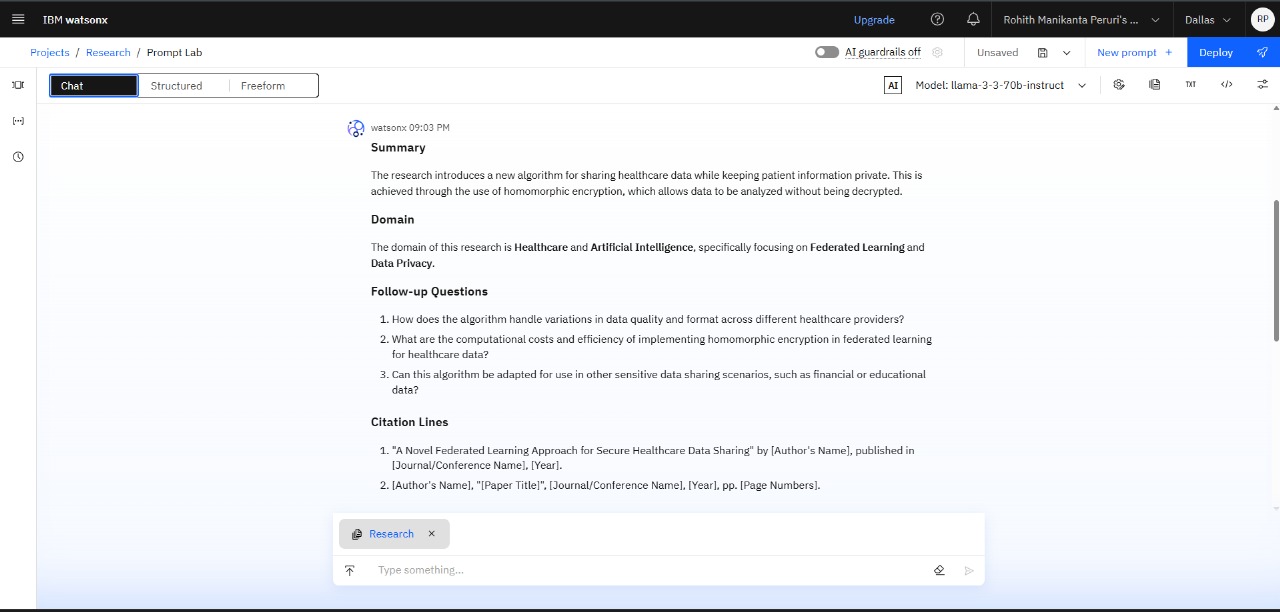 IBM watsonx
Upgrade
Rohith Manikanta Peruri's ...
Dallas
RP
Projects / Research / Prompt Lab
AI guardrails off
Unsaved
New prompt +
Deploy
Chat
Structured
Freeform
AI
Model: llama-3-3-70b-instruct
TXT
</>
watsonx 09:03 PM
Summary
The research introduces a new algorithm for sharing healthcare data while keeping patient information private. This is
achieved through the use of homomorphic encryption, which allows data to be analyzed without being decrypted.
Domain
The domain of this research is Healthcare and Artificial Intelligence, specifically focusing on Federated Learning and
Data Privacy.
Follow-up Questions
1. How does the algorithm handle variations in data quality and format across different healthcare providers?
2. What are the computational costs and efficiency of implementing homomorphic encryption in federated learning
for healthcare data?
3. Can this algorithm be adapted for use in other sensitive data sharing scenarios, such as financial or educational
data?
Citation Lines
1. "A Novel Federated Learning Approach for Secure Healthcare Data Sharing" by [Author's Name], published in
[Journal/Conference Name], [Year].
2. [Author's Name], "[Paper Title]", [Journal/Conference Name], [Year], pp. [Page Numbers].
Research
Type something...